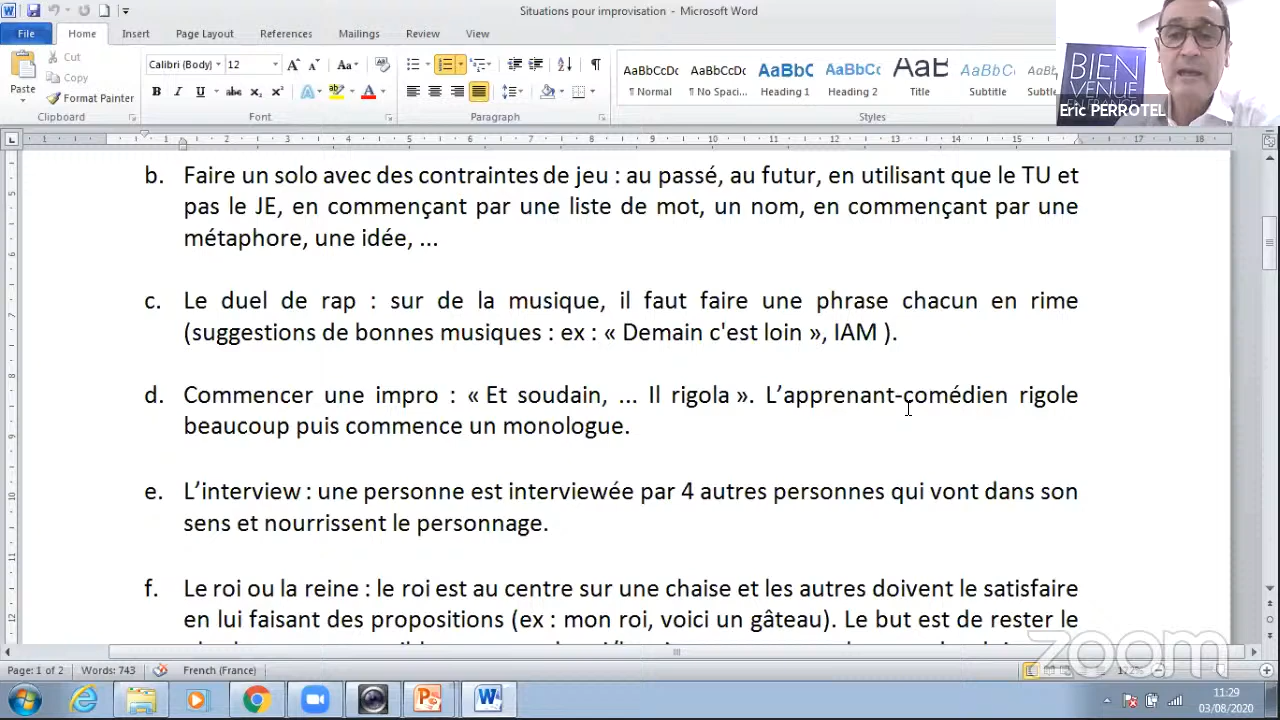 Situations pour improvisation - Microsoft Word
File Home Insert Page Layout References Mailings Review View
Cut
Copy
Format Painter
Paste
Clipboard
Calibri (Body) 12
Font
Paragraph
AaBbCcDc AaBbCcDc AaBbC AaBbCc AaB AaBbCc
¶ Normal ¶ No Spac... Heading 1 Heading 2 Title Subtitle Subtle
Styles
BIEN
VENUE
EN FRANCE
Eric PERROTEL
b. Faire un solo avec des contraintes de jeu : au passé, au futur, en utilisant que le TU et
pas le JE, en commençant par une liste de mot, un nom, en commençant par une
métaphore, une idée, ...
c. Le duel de rap : sur de la musique, il faut faire une phrase chacun en rime
(suggestions de bonnes musiques : ex : « Demain c'est loin », IAM ).
d. Commencer une impro : « Et soudain, ... Il rigola ». L’apprenant-comédien rigole
beaucoup puis commence un monologue.
e. L’interview : une personne est interviewée par 4 autres personnes qui vont dans son
sens et nourrissent le personnage.
f. Le roi ou la reine : le roi est au centre sur une chaise et les autres doivent le satisfaire
en lui faisant des propositions (ex : mon roi, voici un gâteau). Le but est de rester le
zoom
Page: 1 of 2 Words: 743 French (France)
11:29
03/08/2020